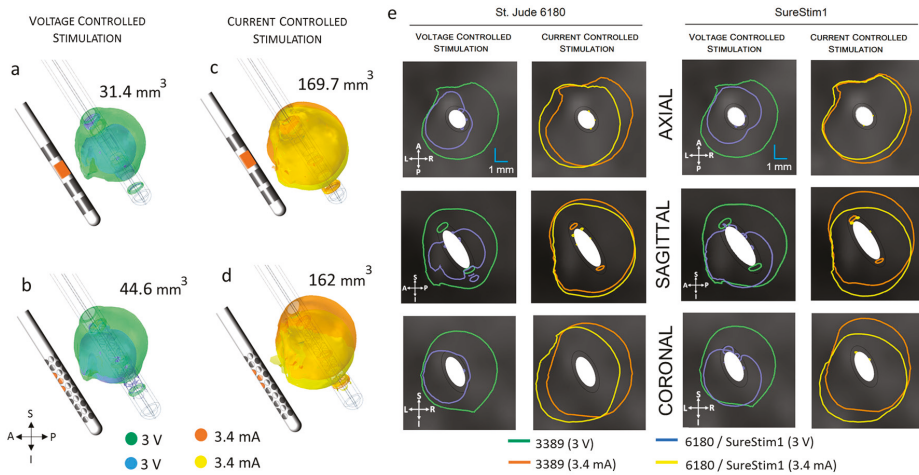 VOLTAGE CONTROLLED
STIMULATION
CURRENT CONTROLLED
STIMULATION
a
31.4 mm3
c
169.7 mm3
b
44.6 mm3
d
162 mm3
S
A
P
I
3 V
3 V
3.4 mA
3.4 mA
e
St. Jude 6180
SureStim1
VOLTAGE CONTROLLED
STIMULATION
CURRENT CONTROLLED
STIMULATION
VOLTAGE CONTROLLED
STIMULATION
CURRENT CONTROLLED
STIMULATION
A
L R
P
1 mm
AXIAL
A
L R
P
1 mm
S
A P
I
SAGITTAL
S
A P
I
S
L R
I
CORONAL
S
L R
I
3389 (3 V)
6180 / SureStim1 (3 V)
3389 (3.4 mA)
6180 / SureStim1 (3.4 mA)